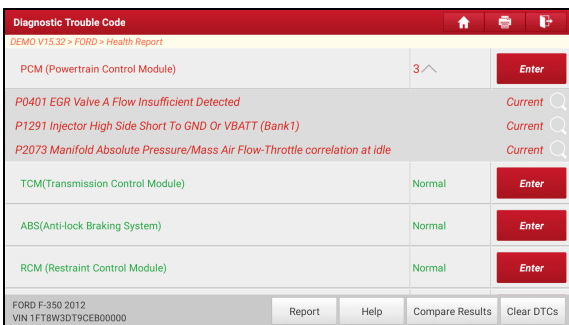 Diagnostic Trouble Code
DEMO V15.32 > FORD > Health Report
PCM (Powertrain Control Module) 3 Enter
P0401 EGR Valve A Flow Insufficient Detected Current
P1291 Injector High Side Short To GND Or VBATT (Bank1) Current
P2073 Manifold Absolute Pressure/Mass Air Flow-Throttle correlation at idle Current
TCM(Transmission Control Module) Normal Enter
ABS(Anti-lock Braking System) Normal Enter
RCM (Restraint Control Module) Normal Enter
FORD F-350 2012
VIN 1FT8W3DT9CEB00000
Report Help Compare Results Clear DTCs